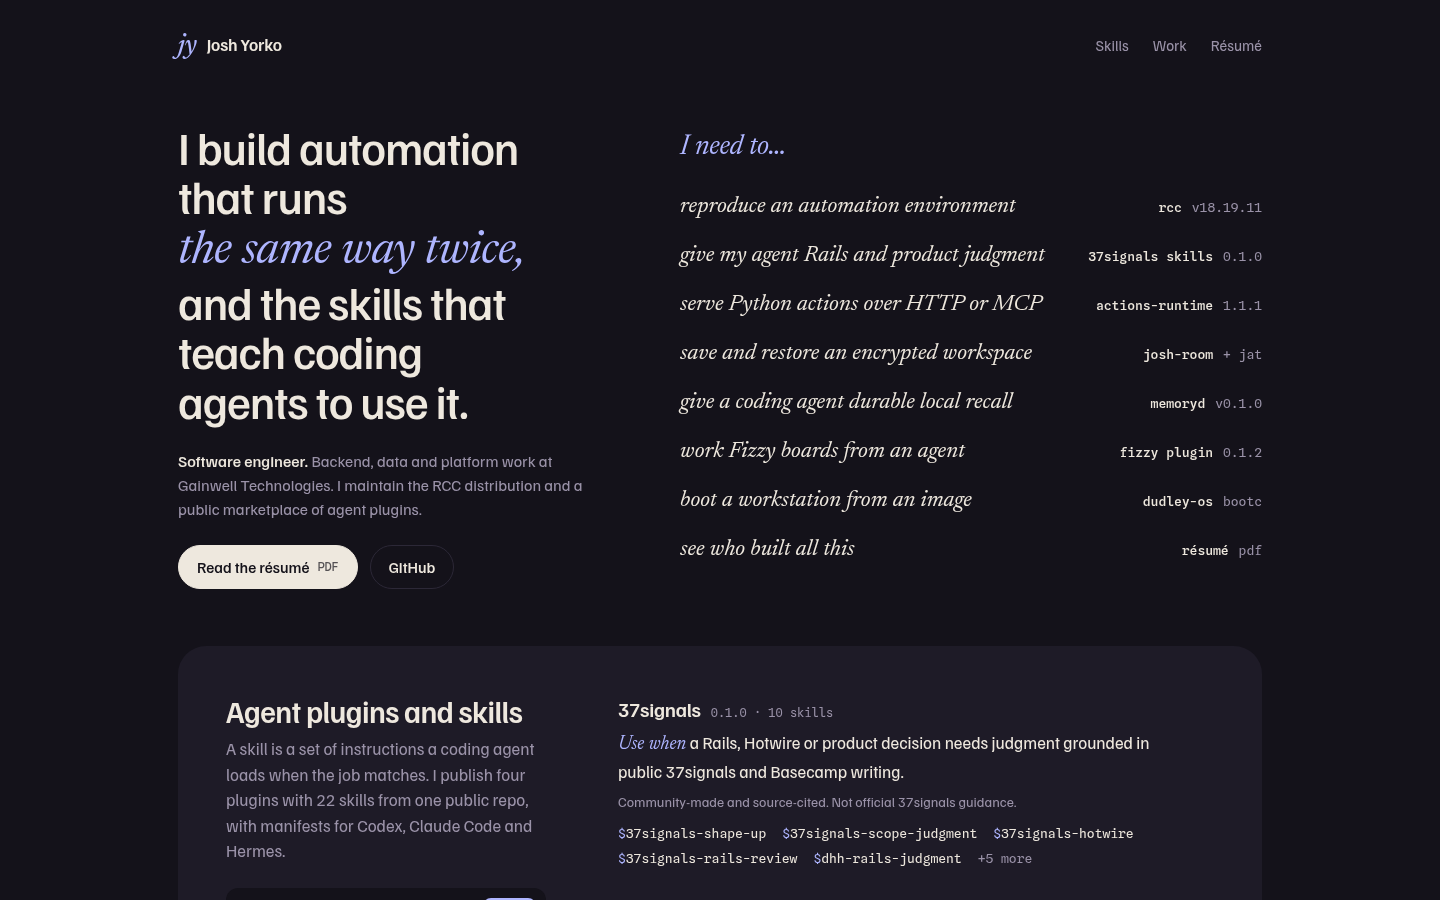 jy Josh Yorko
Skills Work Résumé
I build automation
that runs
the same way twice,
and the skills that
teach coding
agents to use it.
Software engineer. Backend, data and platform work at
Gainwell Technologies. I maintain the RCC distribution and a
public marketplace of agent plugins.
Read the résumé PDF GitHub
I need to...
reproduce an automation environment rcc v18.19.11
give my agent Rails and product judgment 37signals skills 0.1.0
serve Python actions over HTTP or MCP actions-runtime 1.1.1
save and restore an encrypted workspace josh-room + jat
give a coding agent durable local recall memoryd v0.1.0
work Fizzy boards from an agent fizzy plugin 0.1.2
boot a workstation from an image dudley-os bootc
see who built all this résumé pdf
Agent plugins and skills
A skill is a set of instructions a coding agent
loads when the job matches. I publish four
plugins with 22 skills from one public repo,
with manifests for Codex, Claude Code and
Hermes.
37signals 0.1.0 · 10 skills
Use when a Rails, Hotwire or product decision needs judgment grounded in
public 37signals and Basecamp writing.
Community-made and source-cited. Not official 37signals guidance.
$37signals-shape-up $37signals-scope-judgment $37signals-hotwire
$37signals-rails-review $dhh-rails-judgment +5 more